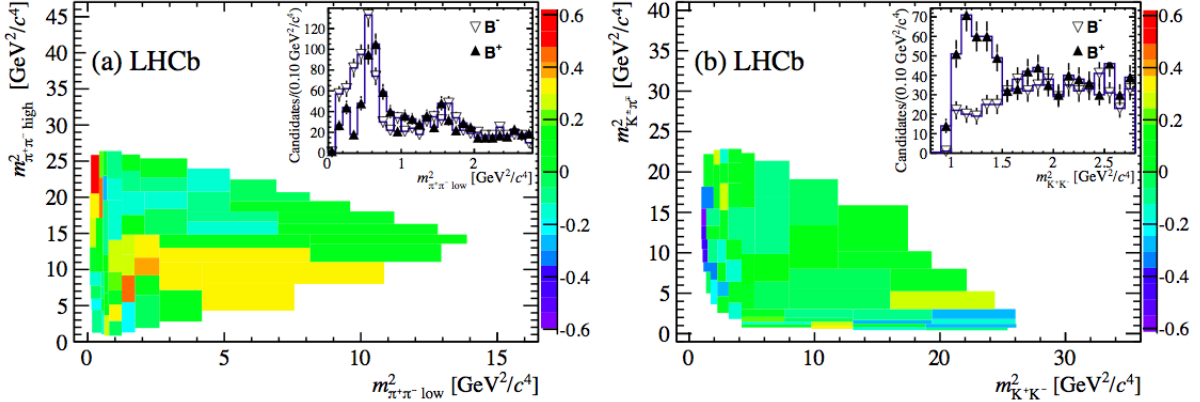 (a) LHCb
m²π⁺π⁻ high [GeV²/c⁴]
45
40
35
30
25
20
15
10
5
0
0 5 10 15
m²π⁺π⁻ low [GeV²/c⁴]
0.6
0.4
0.2
0
-0.2
-0.4
-0.6
Candidates/(0.10 GeV²/c⁴)
140
120
100
80
60
40
20
0
0 1 2
m²π⁺π⁻ low [GeV²/c⁴]
B⁻
B⁺
(b) LHCb
m²K⁺π∓ [GeV²/c⁴]
40
35
30
25
20
15
10
5
0
0 10 20 30
m²K⁺K⁻ [GeV²/c⁴]
0.6
0.4
0.2
0
-0.2
-0.4
-0.6
Candidates/(0.10 GeV²/c⁴)
70
60
50
40
30
20
10
0
1 1.5 2 2.5
m²K⁺K⁻ [GeV²/c⁴]
B⁻
B⁺